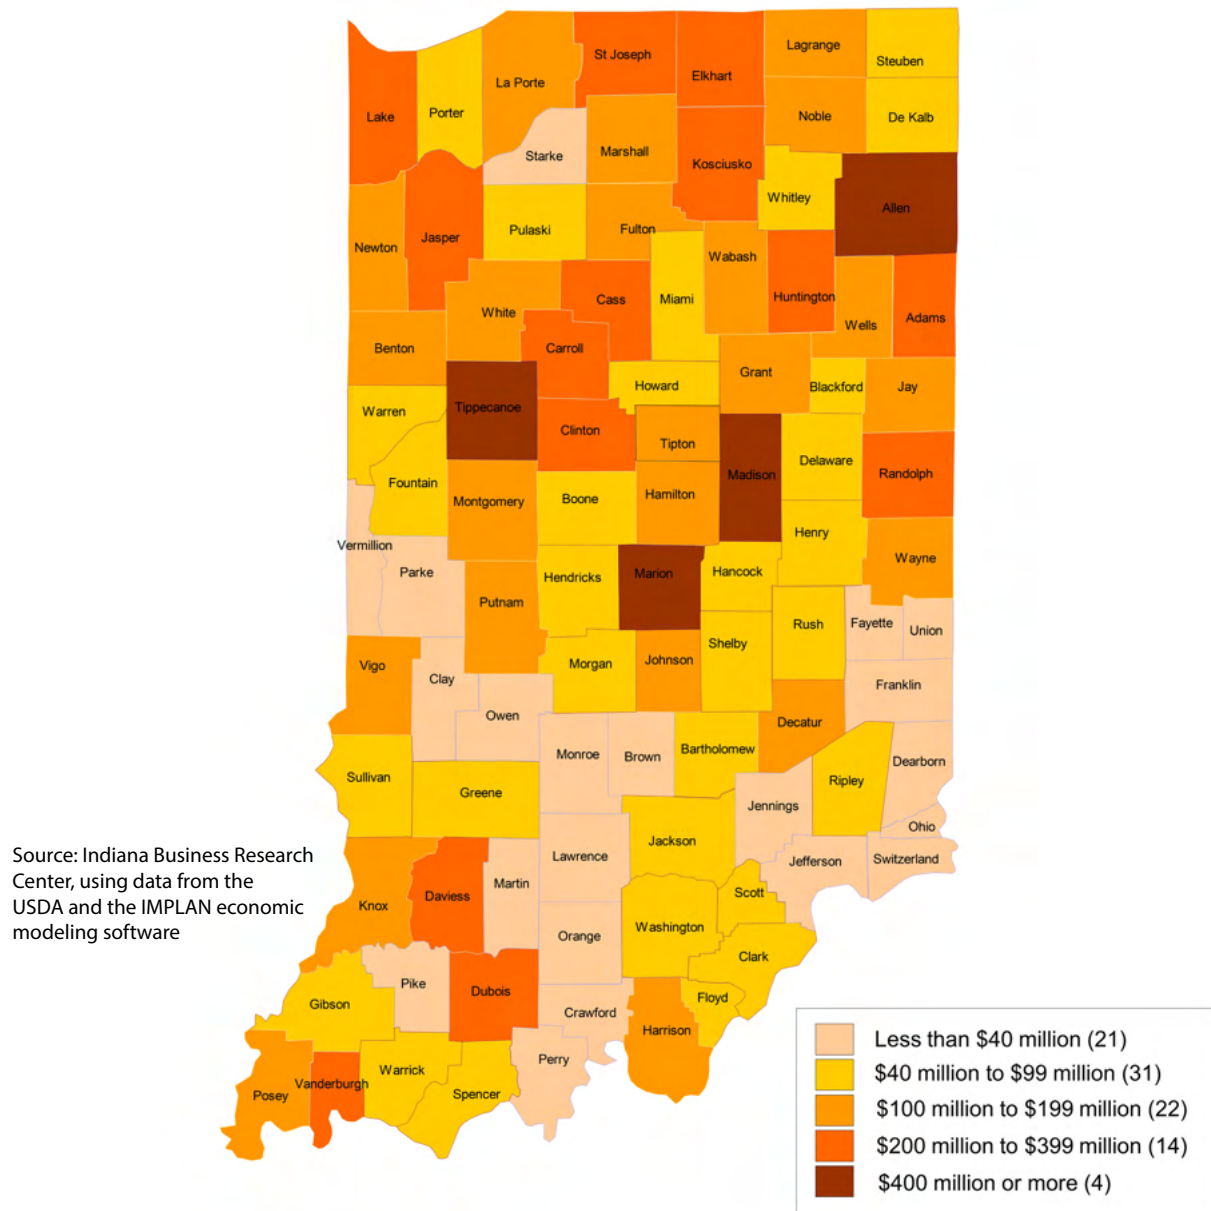 St Joseph
Lagrange
Steuben
Elkhart
La Porte
Lake
Porter
Noble
De Kalb
Starke
Marshall
Kosciusko
Whitley
Allen
Newton
Jasper
Pulaski
Fulton
Wabash
Miami
Huntington
White
Cass
Wells
Adams
Benton
Carroll
Grant
Howard
Blackford
Jay
Warren
Tippecanoe
Clinton
Tipton
Madison
Delaware
Randolph
Fountain
Montgomery
Boone
Hamilton
Henry
Vermillion
Parke
Hendricks
Marion
Hancock
Wayne
Putnam
Rush
Fayette
Union
Vigo
Clay
Morgan
Johnson
Shelby
Franklin
Owen
Decatur
Monroe
Brown
Bartholomew
Dearborn
Sullivan
Greene
Ripley
Jennings
Ohio
Jackson
Lawrence
Jefferson
Switzerland
Source: Indiana Business Research
Center, using data from the
USDA and the IMPLAN economic
modeling software
Knox
Daviess
Martin
Scott
Washington
Orange
Clark
Pike
Dubois
Gibson
Floyd
Crawford
Harrison
Perry
Warrick
Vanderburgh
Posey
Spencer
Less than $40 million (21)
$40 million to $99 million (31)
$100 million to $199 million (22)
$200 million to $399 million (14)
$400 million or more (4)